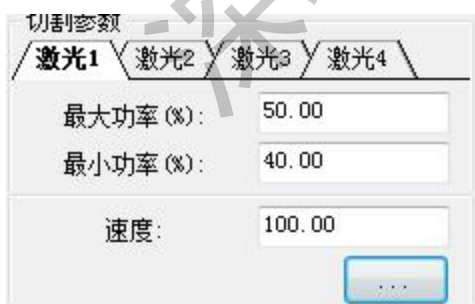 切割参数
激光1 激光2 激光3 激光4
最大功率(%): 50.00
最小功率(%): 40.00
速度: 100.00
...